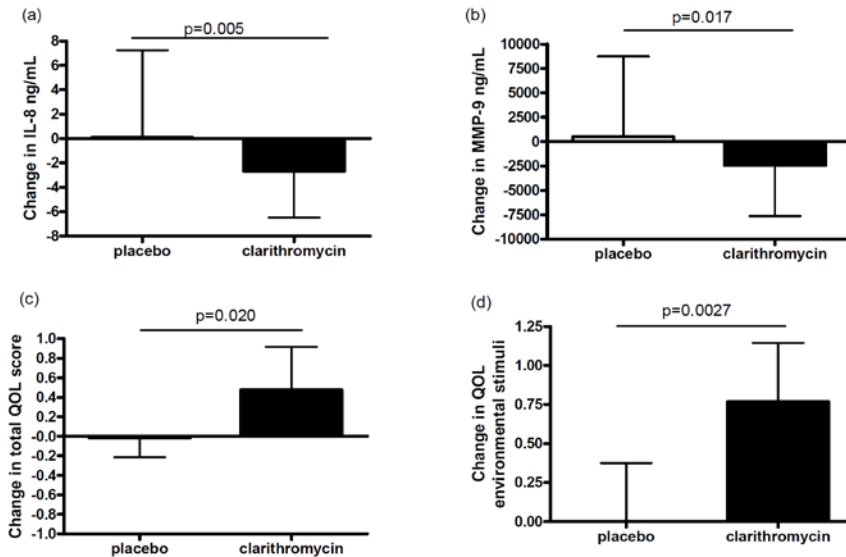 (a)
p=0.005
Change in IL-8 ng/mL
8
6
4
2
0
-2
-4
-6
-8
placebo
clarithromycin
(b)
p=0.017
Change in MMP-9 ng/mL
10000
7500
5000
2500
0
-2500
-5000
-7500
-10000
placebo
clarithromycin
(c)
p=0.020
Change in total QOL score
1.0
0.8
0.6
0.4
0.2
-0.0
-0.2
-0.4
-0.6
-0.8
-1.0
placebo
clarithromycin
(d)
p=0.0027
Change in QOL
environmental stimuli
1.25
1.00
0.75
0.50
0.25
0.00
placebo
clarithromycin